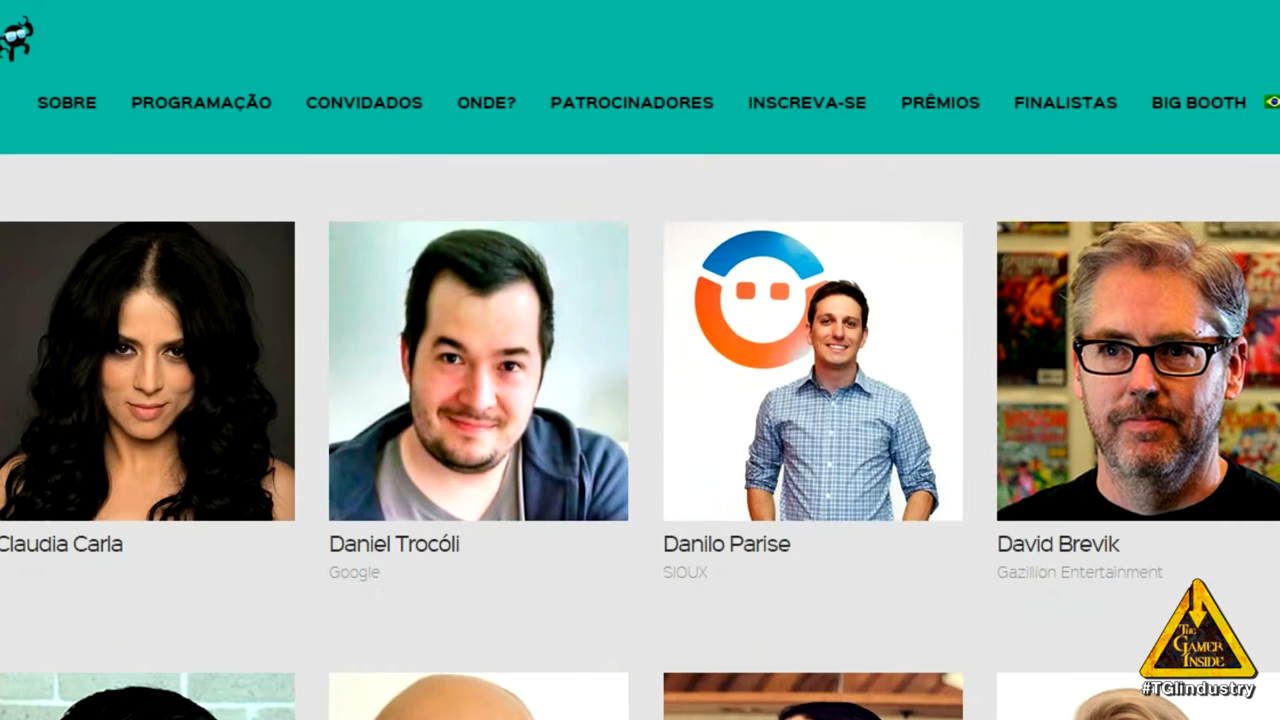 SOBRE PROGRAMAÇÃO CONVIDADOS ONDE? PATROCINADORES INSCREVA-SE PRÊMIOS FINALISTAS BIG BOOTH
Claudia Carla
Daniel Trocóli
Google
Danilo Parise
SIOUX
David Brevik
Gazillion Entertainment
THE
GAMER
INSIDE
#TGIindustry